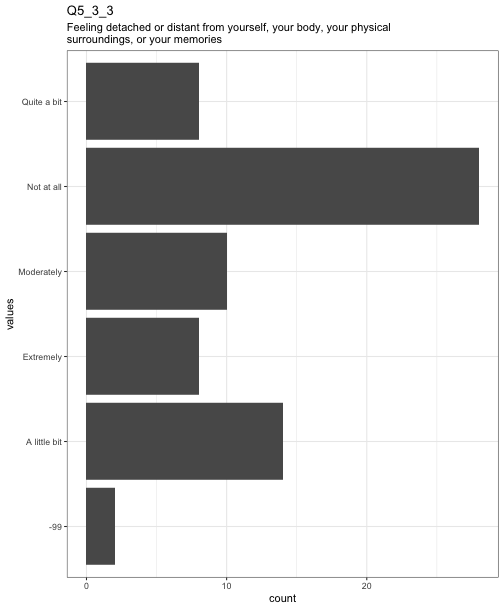 Q5_3_3
Feeling detached or distant from yourself, your body, your physical
surroundings, or your memories
Quite a bit
Not at all
Moderately
Extremely
A little bit
-99
values
0 10 20
count